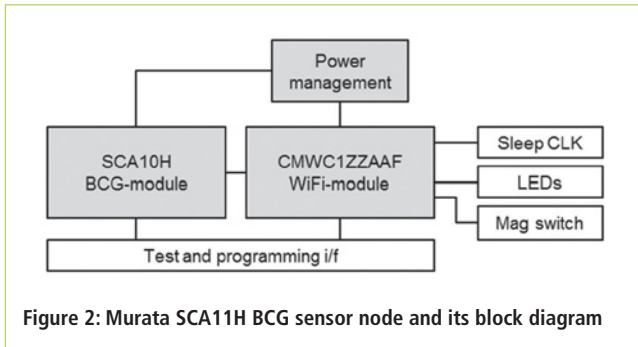 Power
management
SCA10H
BCG-module
CMWC1ZZAAF
WiFi-module
Sleep CLK
LEDs
Mag switch
Test and programming i/f
Figure 2: Murata SCA11H BCG sensor node and its block diagram